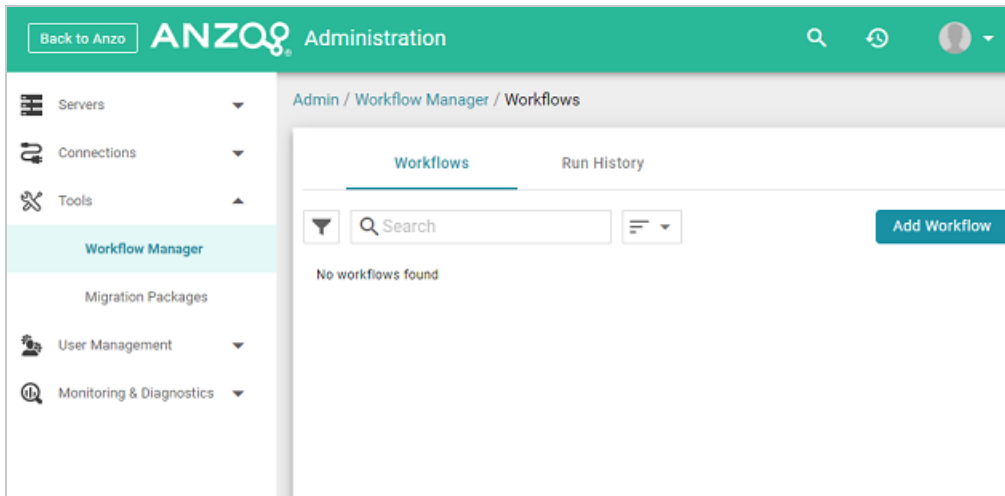 Back to Anzo
ANZO® Administration
Servers
Connections
Tools
Workflow Manager
Migration Packages
User Management
Monitoring & Diagnostics
Admin / Workflow Manager / Workflows
Workflows
Run History
Search
Add Workflow
No workflows found